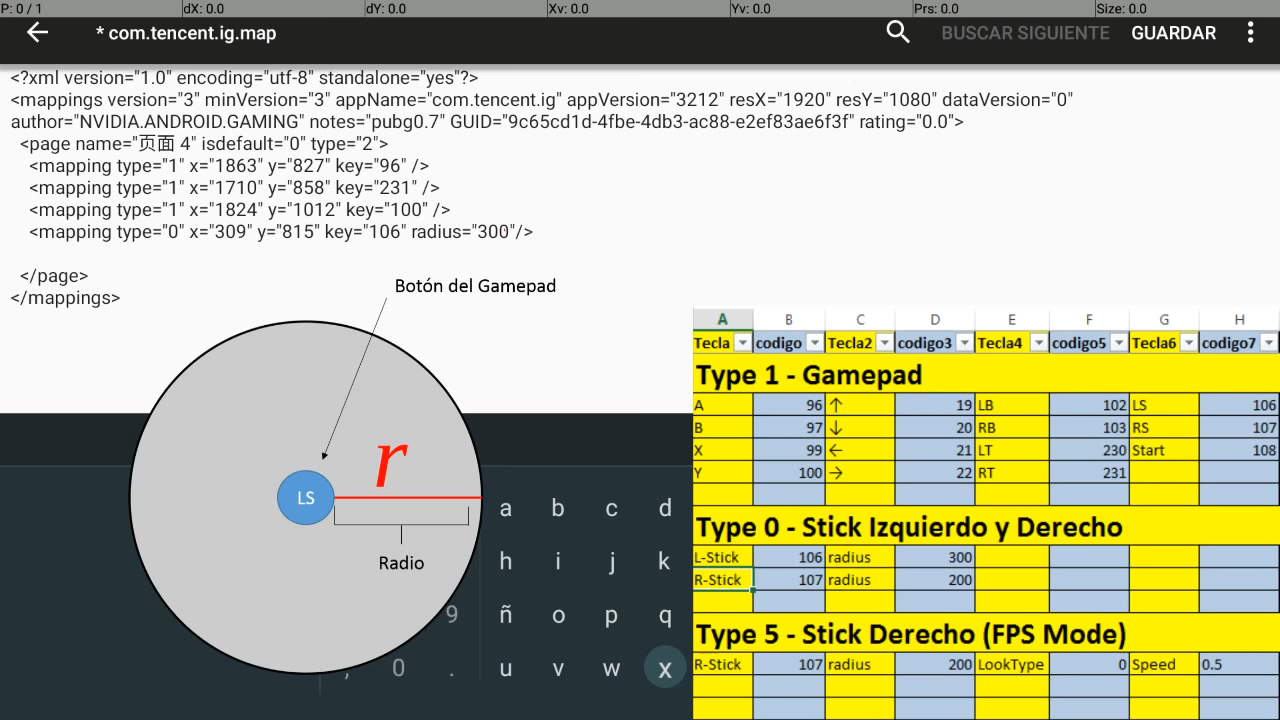 P: 0 / 1 dX: 0.0 dY: 0.0 Xv: 0.0 Yv: 0.0 Prs: 0.0 Size: 0.0
* com.tencent.ig.map BUSCAR SIGUIENTE GUARDAR
<?xml version="1.0" encoding="utf-8" standalone="yes"?>
<mappings version="3" minVersion="3" appName="com.tencent.ig" appVersion="3212" resX="1920" resY="1080" dataVersion="0"
author="NVIDIA.ANDROID.GAMING" notes="pubg0.7" GUID="9c65cd1d-4fbe-4db3-ac88-e2ef83ae6f3f" rating="0.0">
<page name="页面 4" isdefault="0" type="2">
<mapping type="1" x="1863" y="827" key="96" />
<mapping type="1" x="1710" y="858" key="231" />
<mapping type="1" x="1824" y="1012" key="100" />
<mapping type="0" x="309" y="815" key="106" radius="300"/>
</page>
</mappings>
Botón del Gamepad
r
LS
Radio
a b c d
h i j k
9 ñ o p q
, 0 . u v w x
A B C D E F G H
Tecla codigo Tecla2 codigo3 Tecla4 codigo5 Tecla6 codigo7
Type 1 - Gamepad
A 96 ↑ 19 LB 102 LS 106
B 97 ↓ 20 RB 103 RS 107
X 99 ← 21 LT 230 Start 108
Y 100 → 22 RT 231
Type 0 - Stick Izquierdo y Derecho
L-Stick 106 radius 300
R-Stick 107 radius 200
Type 5 - Stick Derecho (FPS Mode)
R-Stick 107 radius 200 LookType 0 Speed 0.5